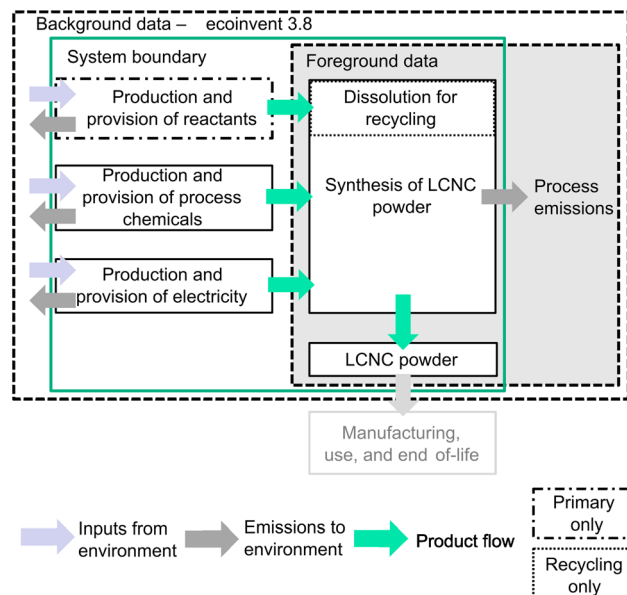 Background data – ecoinvent 3.8
System boundary
Foreground data
Production and
provision of reactants
Dissolution for
recycling
Production and
provision of process
chemicals
Synthesis of LCNC
powder
Process
emissions
Production and
provision of electricity
LCNC powder
Manufacturing,
use, and end of-life
Inputs from
environment
Emissions to
environment
Product flow
Primary
only
Recycling
only